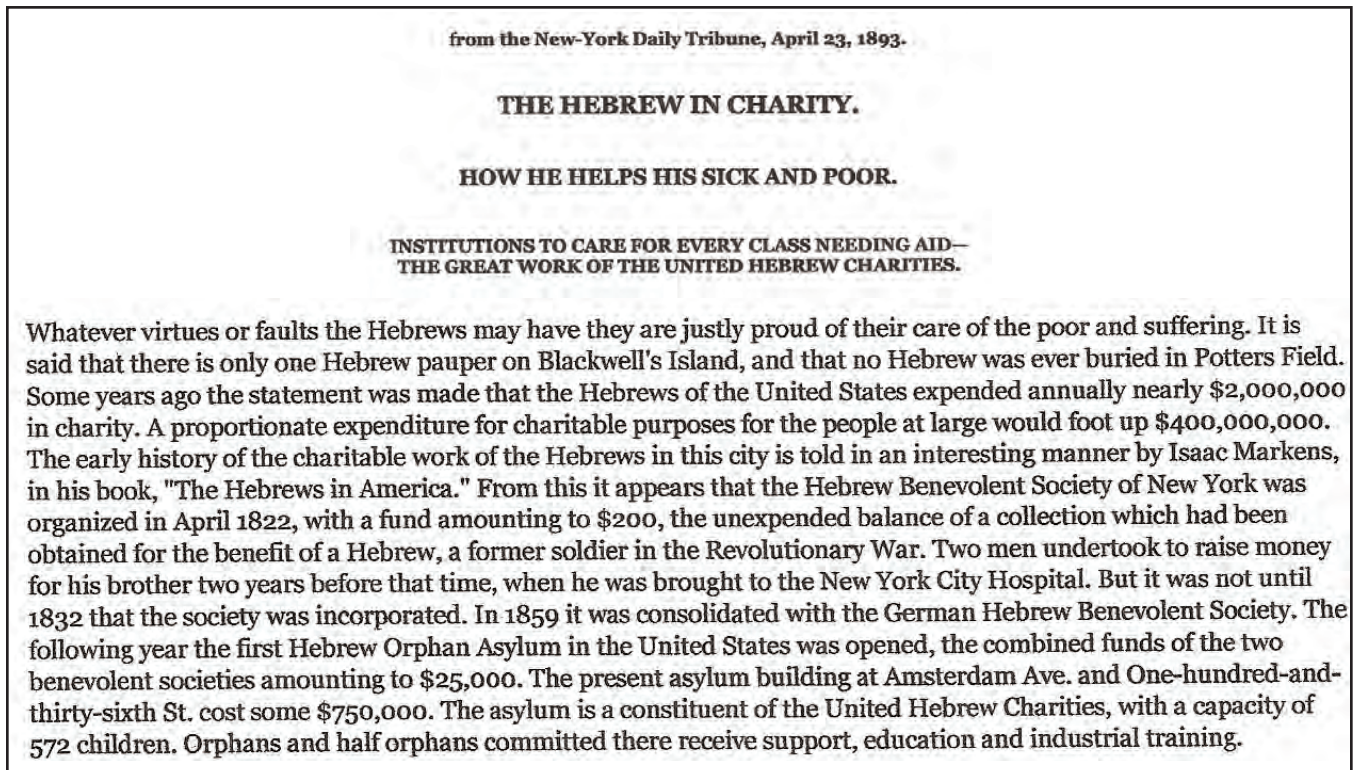 from the New-York Daily Tribune, April 23, 1893.
THE HEBREW IN CHARITY.
HOW HE HELPS HIS SICK AND POOR.
INSTITUTIONS TO CARE FOR EVERY CLASS NEEDING AID—
THE GREAT WORK OF THE UNITED HEBREW CHARITIES.
Whatever virtues or faults the Hebrews may have they are justly proud of their care of the poor and suffering. It is
said that there is only one Hebrew pauper on Blackwell's Island, and that no Hebrew was ever buried in Potters Field.
Some years ago the statement was made that the Hebrews of the United States expended annually nearly $2,000,000
in charity. A proportionate expenditure for charitable purposes for the people at large would foot up $400,000,000.
The early history of the charitable work of the Hebrews in this city is told in an interesting manner by Isaac Markens,
in his book, "The Hebrews in America." From this it appears that the Hebrew Benevolent Society of New York was
organized in April 1822, with a fund amounting to $200, the unexpended balance of a collection which had been
obtained for the benefit of a Hebrew, a former soldier in the Revolutionary War. Two men undertook to raise money
for his brother two years before that time, when he was brought to the New York City Hospital. But it was not until
1832 that the society was incorporated. In 1859 it was consolidated with the German Hebrew Benevolent Society. The
following year the first Hebrew Orphan Asylum in the United States was opened, the combined funds of the two
benevolent societies amounting to $25,000. The present asylum building at Amsterdam Ave. and One-hundred-and-
thirty-sixth St. cost some $750,000. The asylum is a constituent of the United Hebrew Charities, with a capacity of
572 children. Orphans and half orphans committed there receive support, education and industrial training.